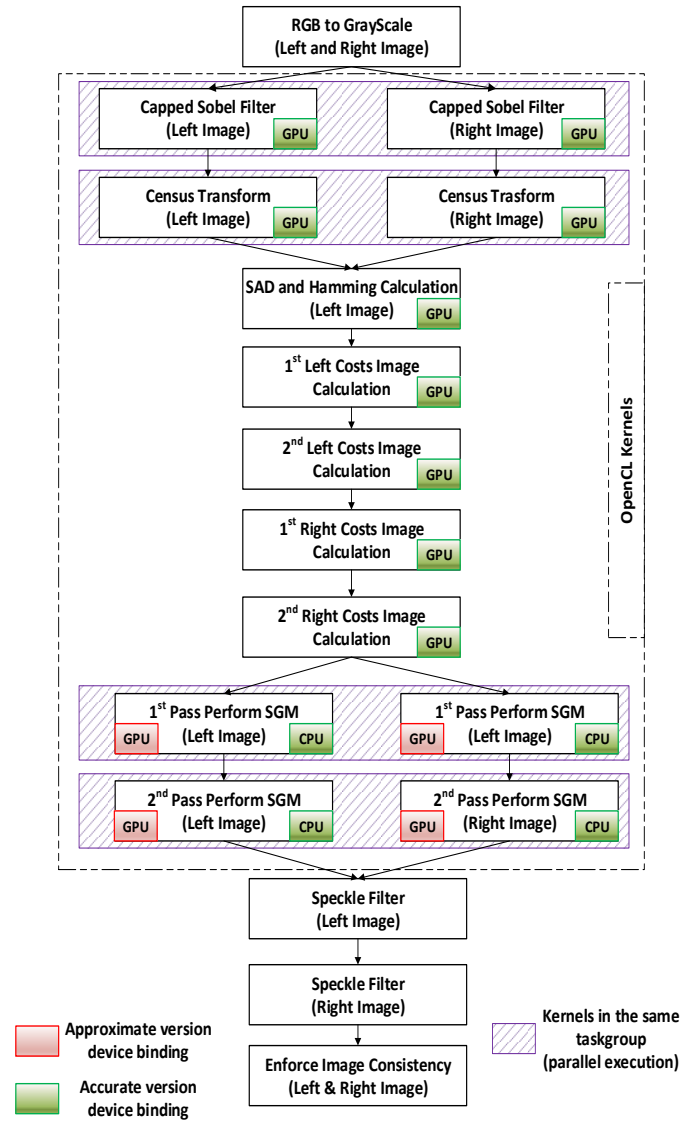 RGB to GrayScale
(Left and Right Image)
Capped Sobel Filter
(Left Image)
GPU
Capped Sobel Filter
(Right Image)
GPU
Census Transform
(Left Image)
GPU
Census Trasform
(Right Image)
GPU
SAD and Hamming Calculation
(Left Image)
GPU
1st Left Costs Image
Calculation
GPU
2nd Left Costs Image
Calculation
GPU
1st Right Costs Image
Calculation
GPU
2nd Right Costs Image
Calculation
GPU
OpenCL Kernels
1st Pass Perform SGM
(Left Image)
GPU
CPU
1st Pass Perform SGM
(Left Image)
GPU
CPU
2nd Pass Perform SGM
(Left Image)
GPU
CPU
2nd Pass Perform SGM
(Right Image)
GPU
CPU
Speckle Filter
(Left Image)
Speckle Filter
(Right Image)
Enforce Image Consistency
(Left & Right Image)
Approximate version
device binding
Accurate version
device binding
Kernels in the same
taskgroup
(parallel execution)